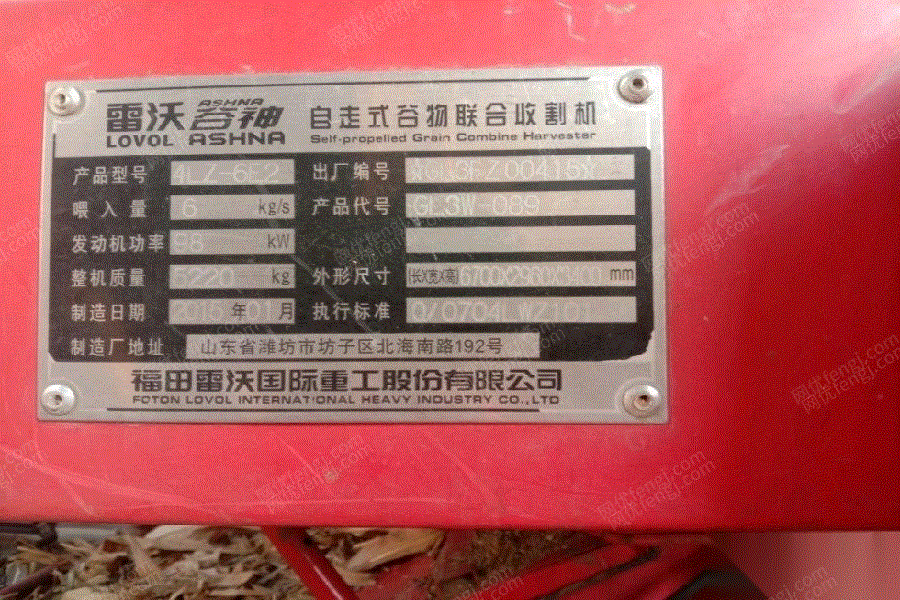 雷沃 谷神 ASHNA 自走式谷物联合收割机
LOVOL ASHNA Self-propelled Grain Combine Harvester
产品型号 4LZ-6E2 出厂编号
喂入量 6 kg/s 产品代号 GE3W-089
发动机功率 98 kW
整机质量 5220 kg 外形尺寸 (长X宽X高) mm
制造日期 2015 年 01 月 执行标准
制造厂地址 山东省潍坊市坊子区北海南路192号
福田雷沃国际重工股份有限公司
FOTON LOVOL INTERNATIONAL HEAVY INDUSTRY CO.,LTD